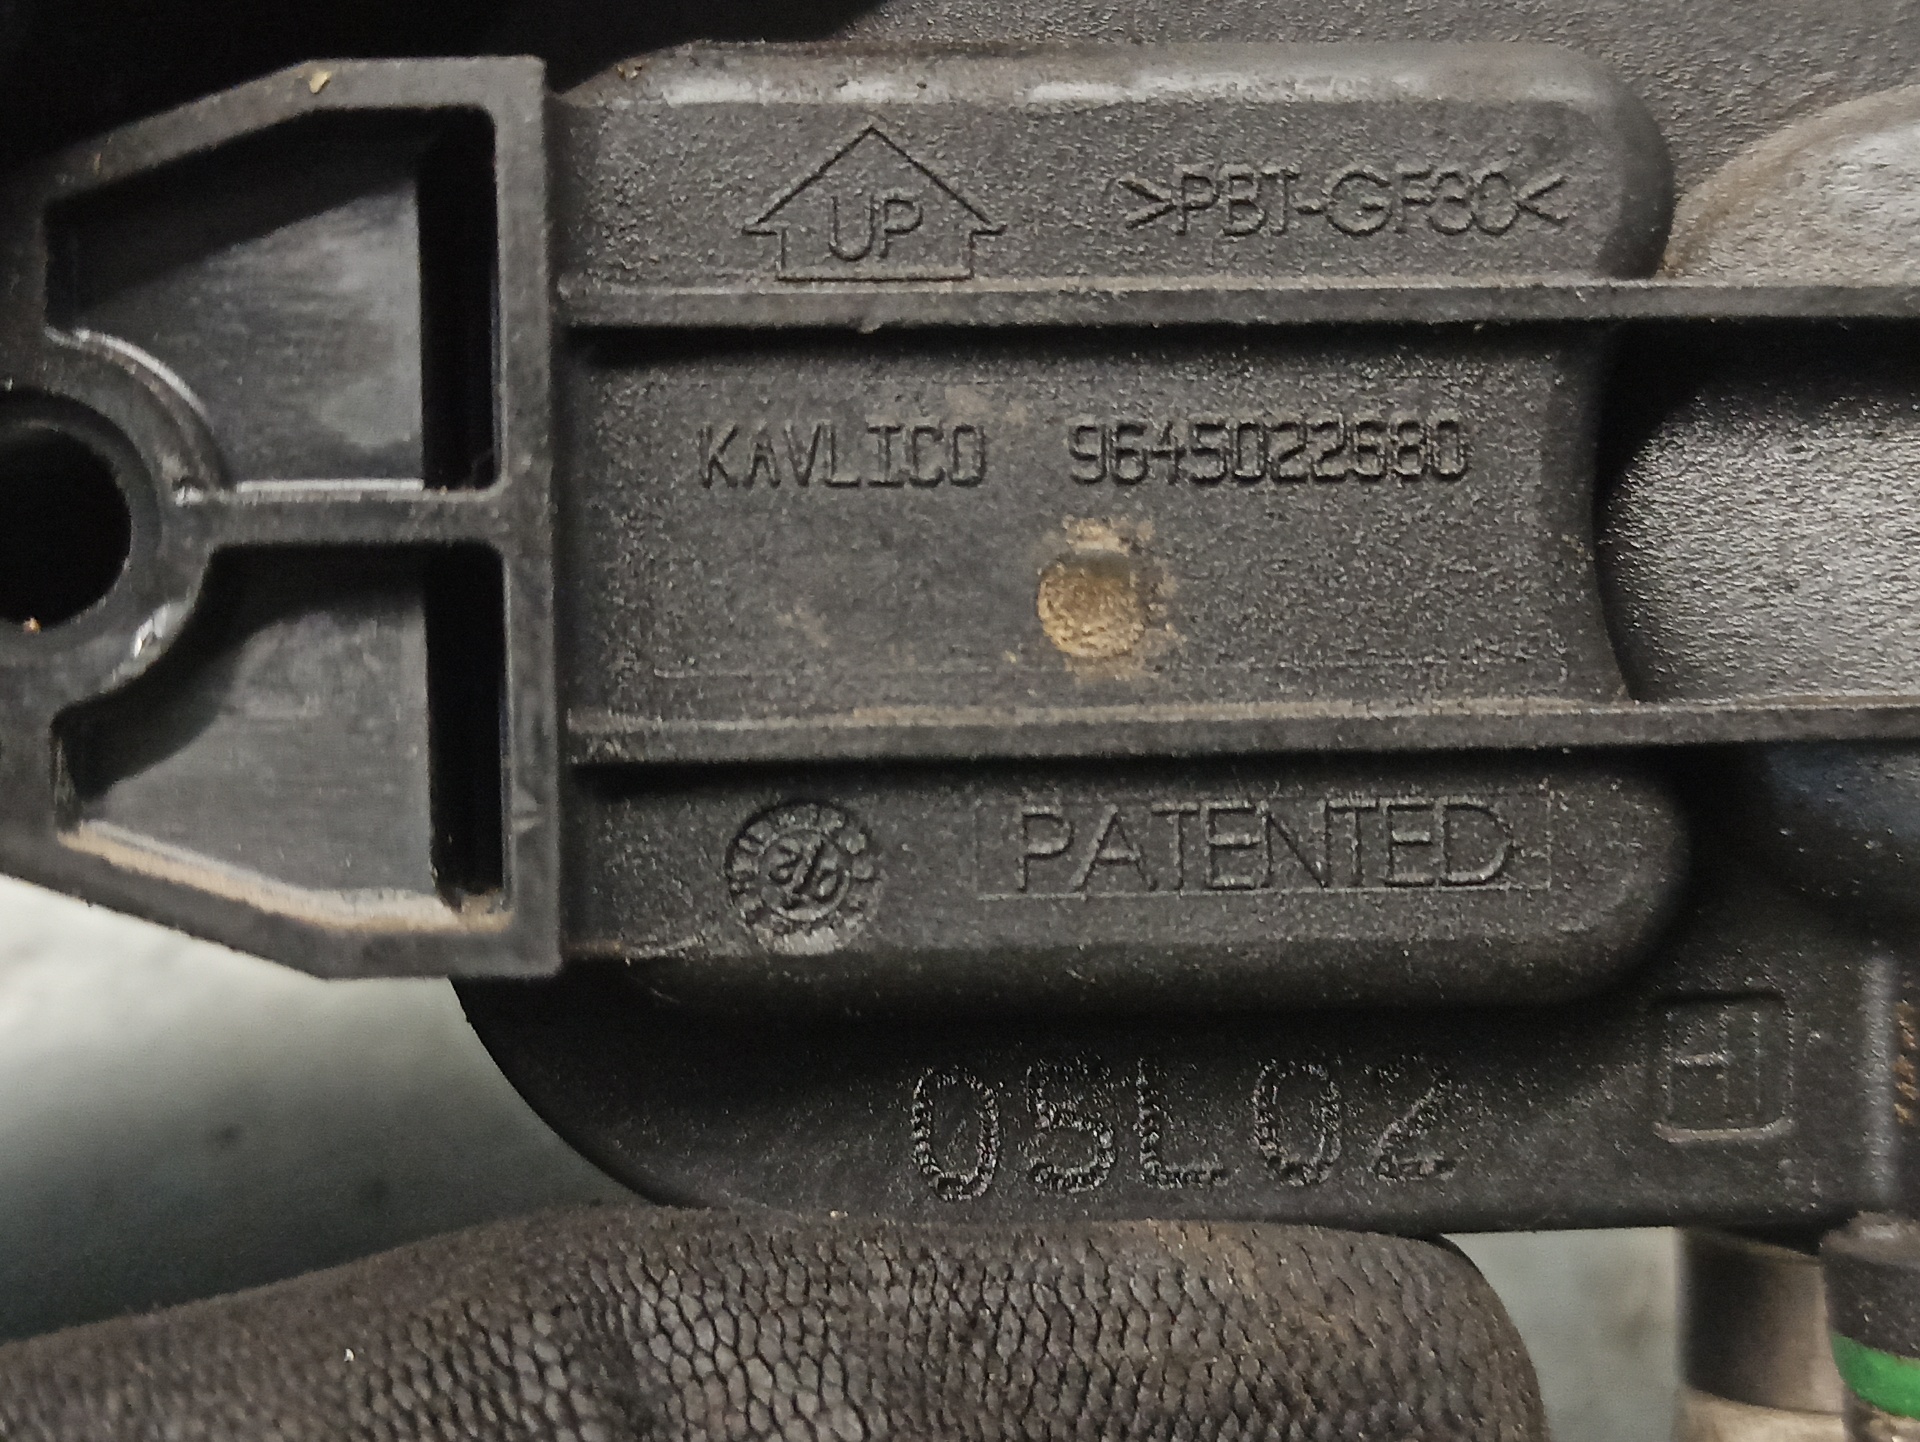 UP >PBT-GF30<
KAVLICO 9645022680
PATENTED
05L02